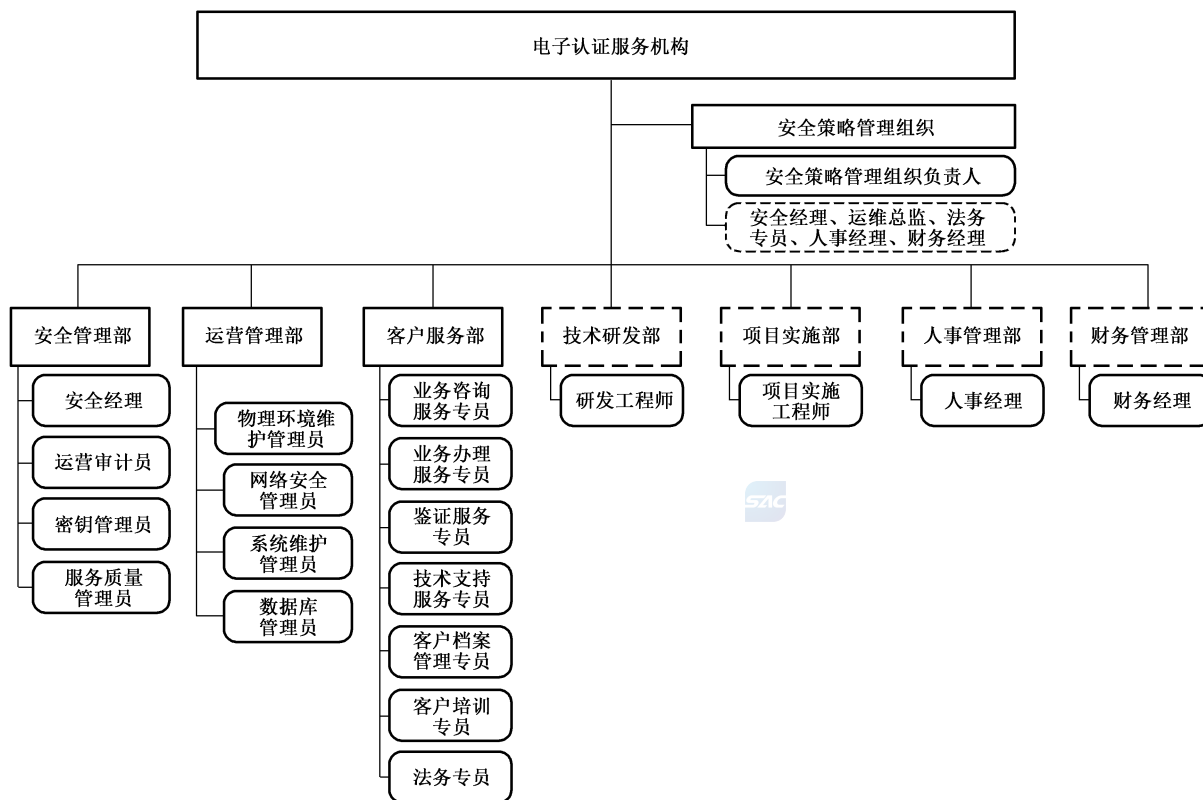 电子认证服务机构
安全策略管理组织
安全策略管理组织负责人
安全经理、运维总监、法务
专员、人事经理、财务经理
安全管理部
安全经理
运营审计员
密钥管理员
服务质量
管理员
运营管理部
物理环境维
护管理员
网络安全
管理员
系统维护
管理员
数据库
管理员
客户服务部
业务咨询
服务专员
业务办理
服务专员
鉴证服务
专员
技术支持
服务专员
客户档案
管理专员
客户培训
专员
法务专员
技术研发部
研发工程师
项目实施部
项目实施
工程师
人事管理部
人事经理
财务管理部
财务经理
SAC